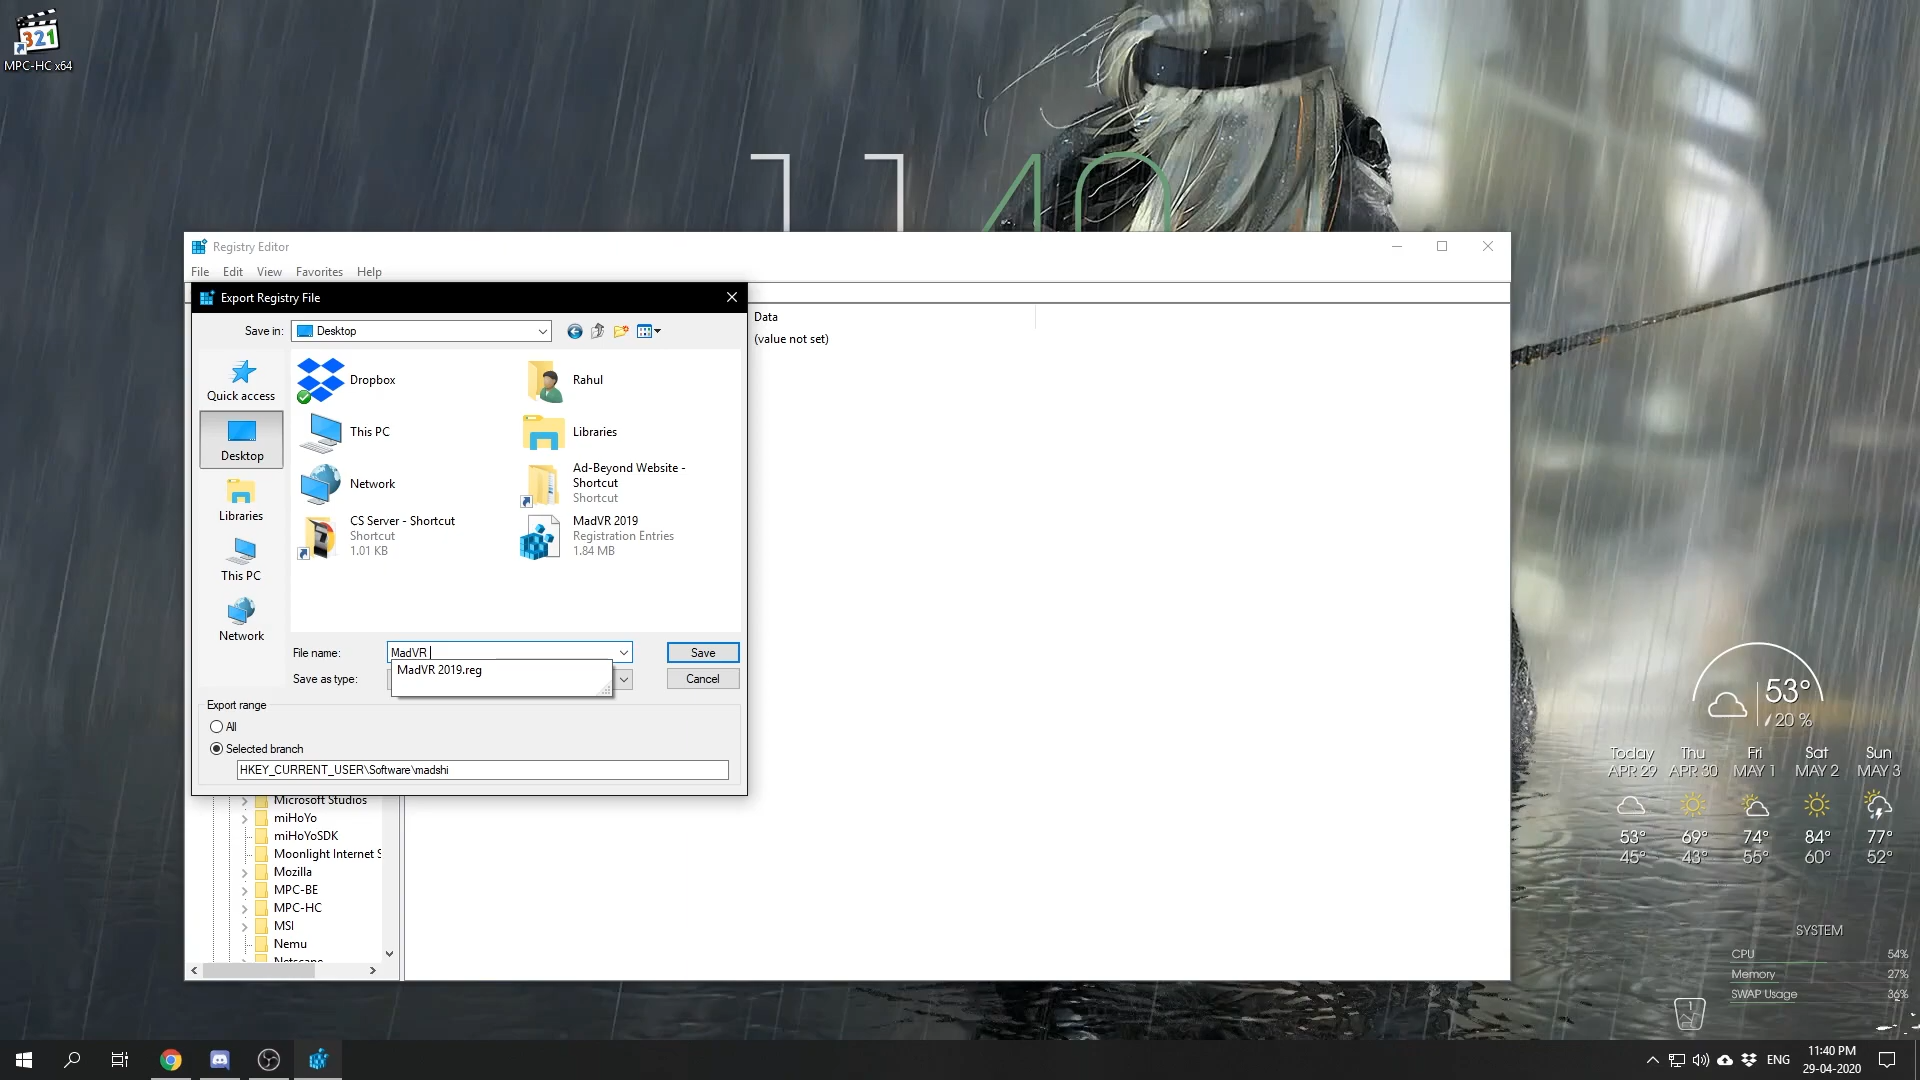 MPC-HC x64
11 40
Registry Editor
File Edit View Favorites Help
Export Registry File
Data
Save in: Desktop
(value not set)
Quick access
Dropbox
Rahul
Desktop
This PC
Libraries
Libraries
Network
Ad-Beyond Website -
Shortcut
Shortcut
This PC
CS Server - Shortcut
Shortcut
1.01 KB
MadVR 2019
Registration Entries
1.84 MB
Network
File name: MadVR
Save
MadVR 2019.reg
Save as type:
Cancel
Export range
All
Selected branch
HKEY_CURRENT_USER\Software\madshi
Microsoft Studios
miHoYo
miHoYoSDK
Moonlight Internet S
Mozilla
MPC-BE
MPC-HC
MSI
Nemu
Netscape
53°
20 %
Today Thu Fri Sat Sun
APR 29 APR 30 MAY 1 MAY 2 MAY 3
53° 69° 74° 84° 77°
45° 43° 55° 60° 52°
SYSTEM
CPU 54%
Memory 27%
SWAP Usage 36%
ENG
11:40 PM
29-04-2020